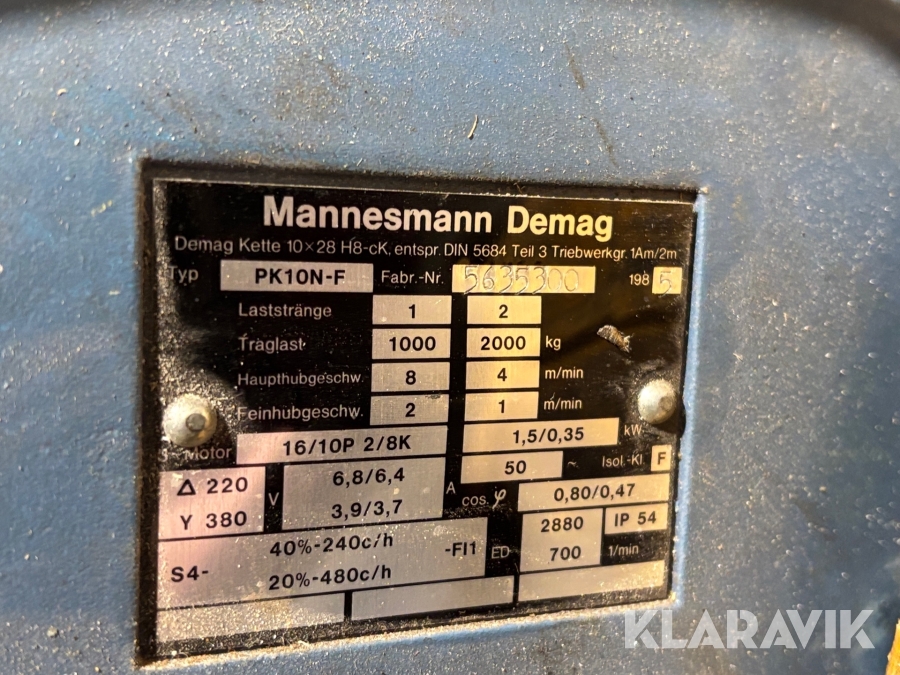 Mannesmann Demag
Demag Kette 10×28 H8-cK, entspr. DIN 5684 Teil 3 Triebwerkgr. 1Am/2m
Typ PK10N-F Fabr.-Nr. 5635300 1985
Laststränge 1 2
Traglast 1000 2000 kg
Haupthubgeschw. 8 4 m/min
Feinhubgeschw. 2 1 m/min
3~Motor 16/10P 2/8K 1,5/0,35 kW
Δ 220 V 6,8/6,4 A 50 ~ Isol.-Kl. F
Y 380 3,9/3,7 cos. φ 0,80/0,47
S4- 40%-240c/h -FI1 ED 2880 IP 54
20%-480c/h 700 1/min
KLARAVIK